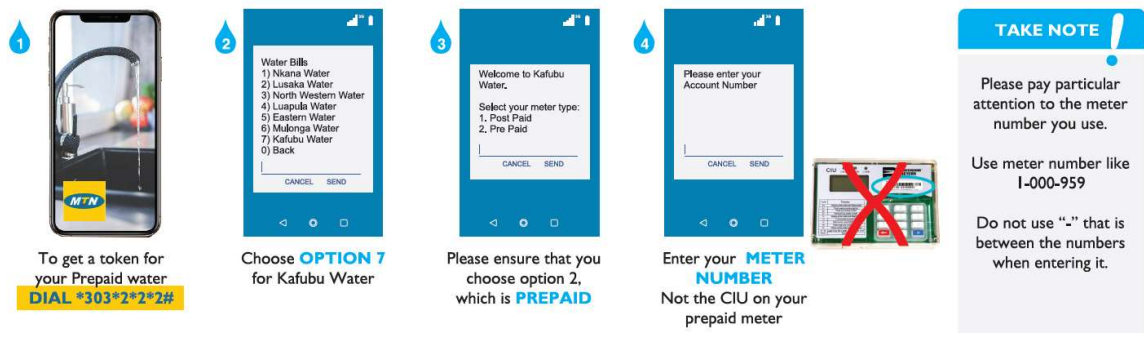 1
MTN
To get a token for
your Prepaid water
DIAL *303*2*2*2#
2
Water Bills
1) Nkana Water
2) Lusaka Water
3) North Western Water
4) Luapula Water
5) Eastern Water
6) Mulonga Water
7) Kafubu Water
0) Back
CANCEL SEND
Choose OPTION 7
for Kafubu Water
3
Welcome to Kafubu
Water.
Select your meter type:
1. Post Paid
2. Pre Paid
CANCEL SEND
Please ensure that you
choose option 2,
which is PREPAID
4
Please enter your
Account Number
CANCEL SEND
CIU
Enter your METER
NUMBER
Not the CIU on your
prepaid meter
TAKE NOTE !
Please pay particular
attention to the meter
number you use.
Use meter number like
1-000-959
Do not use “-” that is
between the numbers
when entering it.